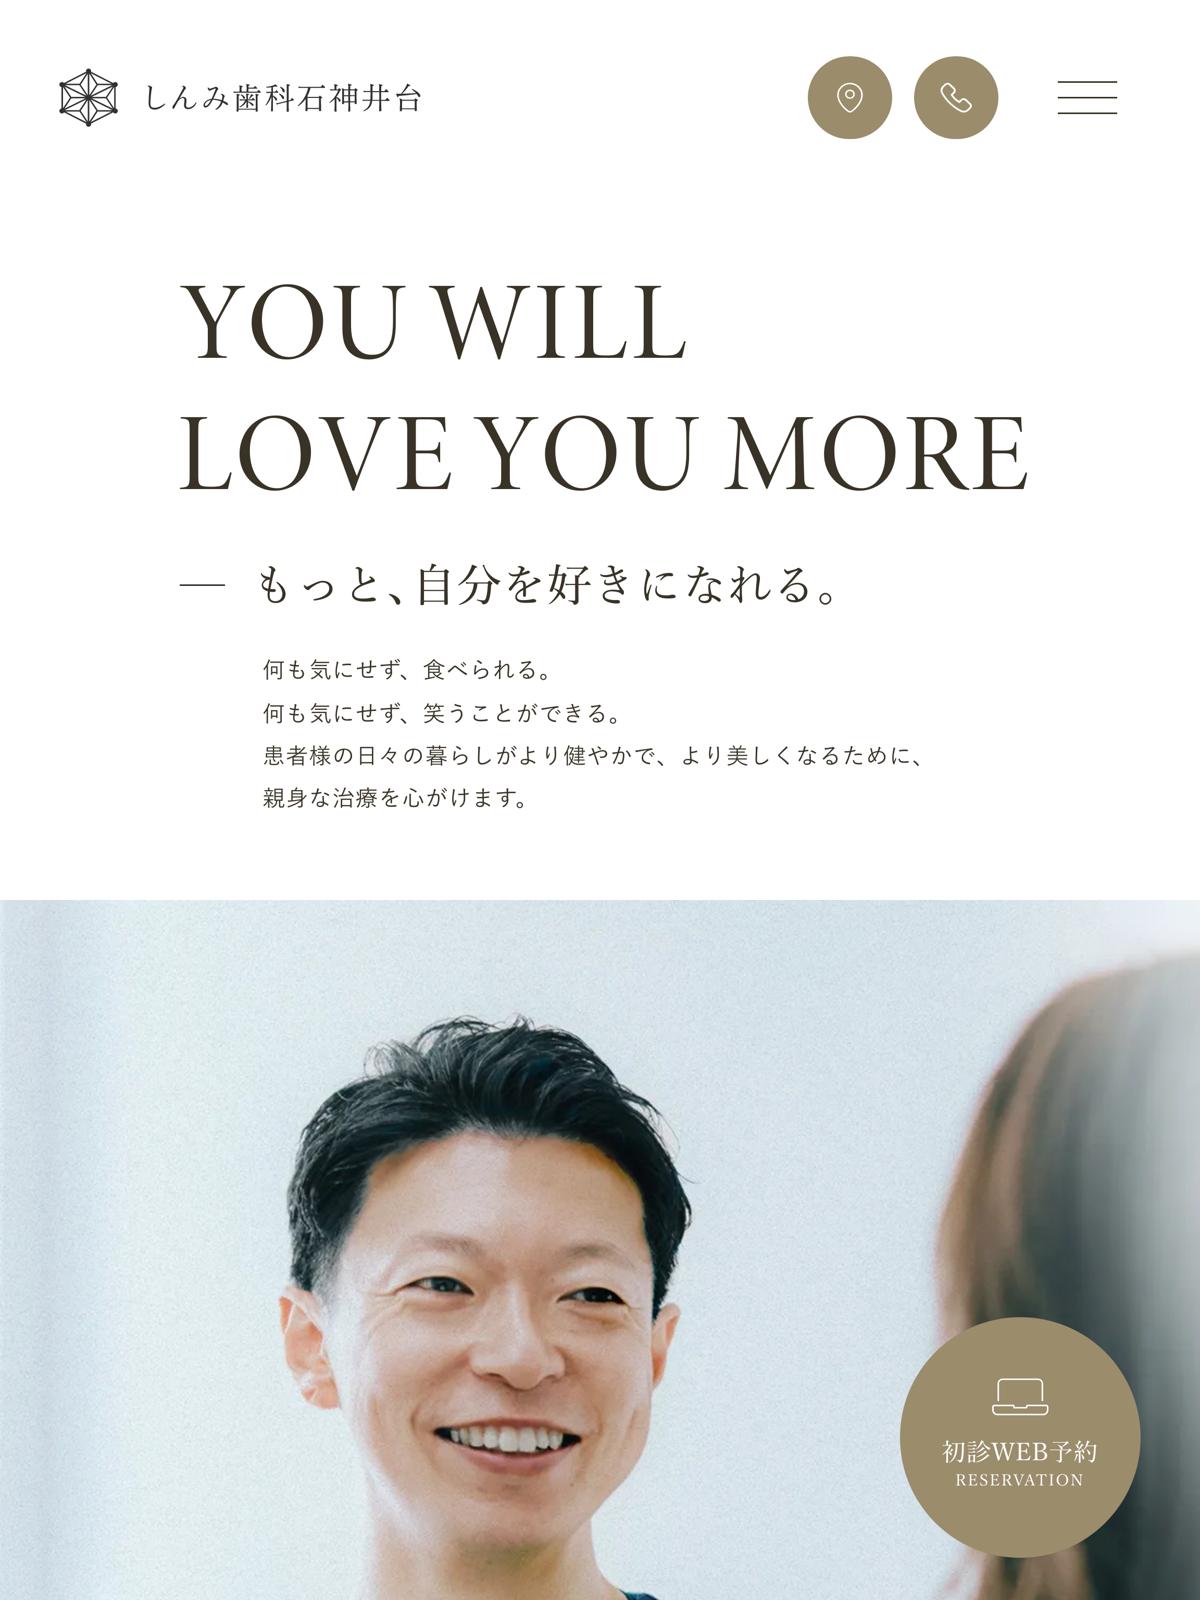 しんみ歯科石神井台
YOU WILL
LOVE YOU MORE
もっと、自分を好きになれる。
何も気にせず、食べられる。
何も気にせず、笑うことができる。
患者様の日々の暮らしがより健やかで、より美しくなるために、
親身な治療を心がけます。
初診WEB予約
RESERVATION